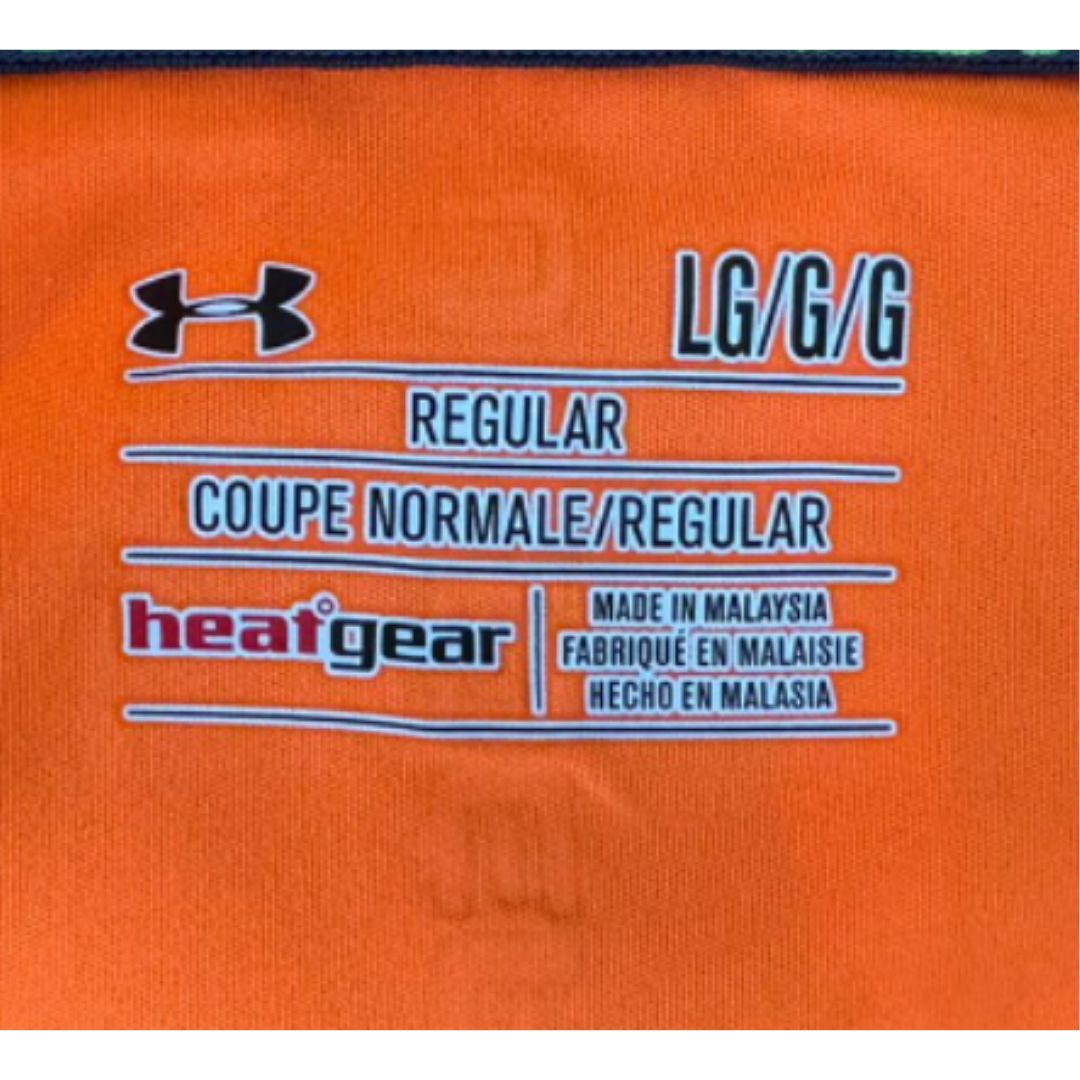 LG/G/G
REGULAR
COUPE NORMALE/REGULAR
heatgear
MADE IN MALAYSIA
FABRIQUÉ EN MALAISIE
HECHO EN MALASIA